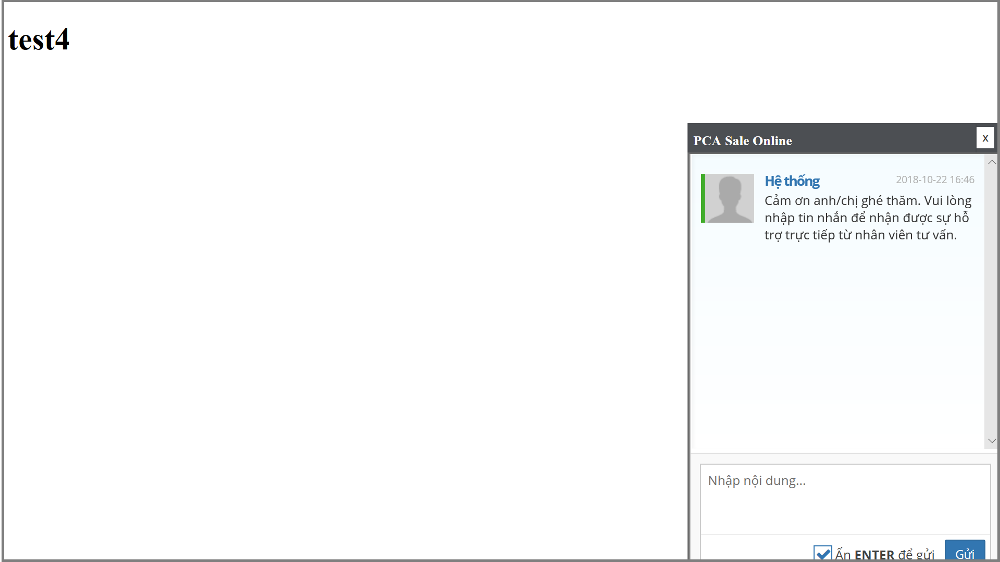 test4
PCA Sale Online
x
Hệ thống
2018-10-22 16:46
Cảm ơn anh/chị ghé thăm. Vui lòng
nhập tin nhắn để nhận được sự hỗ
trợ trực tiếp từ nhân viên tư vấn.
Nhập nội dung...
Ấn ENTER để gửi
Gửi